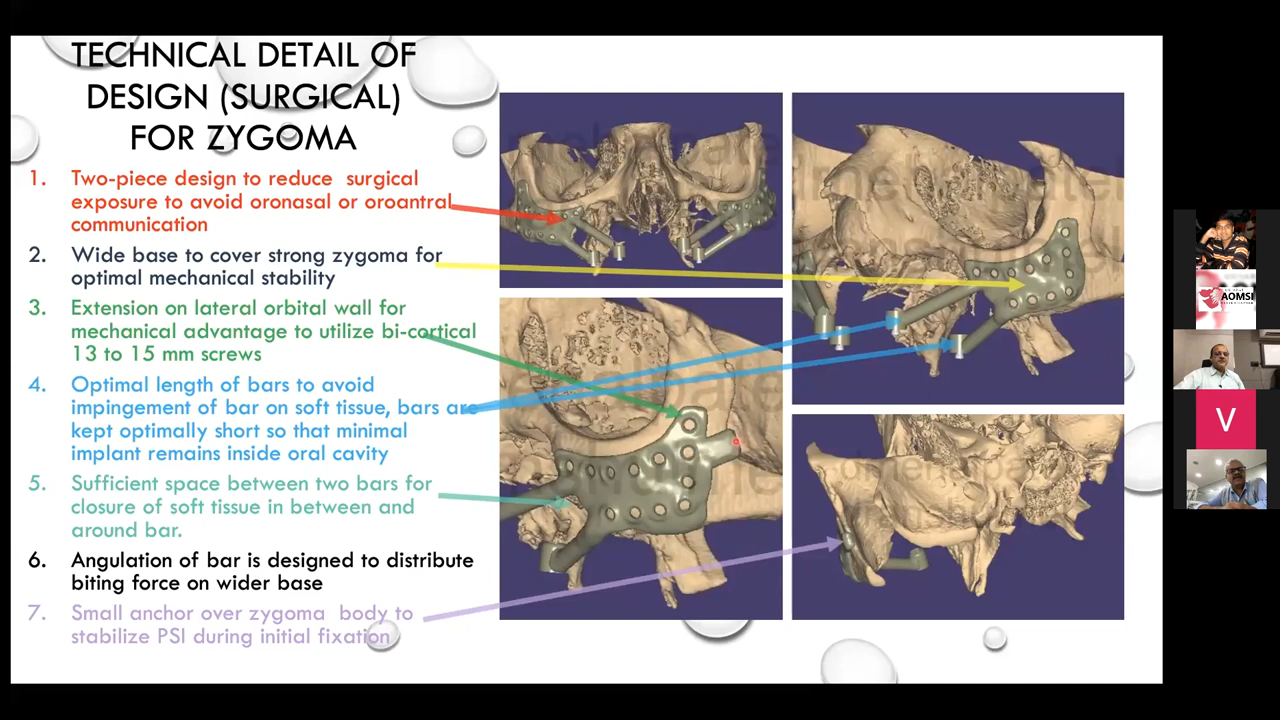 TECHNICAL DETAIL OF
DESIGN (SURGICAL)
FOR ZYGOMA
1. Two-piece design to reduce surgical
exposure to avoid oronasal or oroantral
communication
2. Wide base to cover strong zygoma for
optimal mechanical stability
3. Extension on lateral orbital wall for
mechanical advantage to utilize bi-cortical
13 to 15 mm screws
4. Optimal length of bars to avoid
impingement of bar on soft tissue, bars are
kept optimally short so that minimal
implant remains inside oral cavity
5. Sufficient space between two bars for
closure of soft tissue in between and
around bar.
6. Angulation of bar is designed to distribute
biting force on wider base
7. Small anchor over zygoma body to
stabilize PSI during initial fixation
AOMSI
V